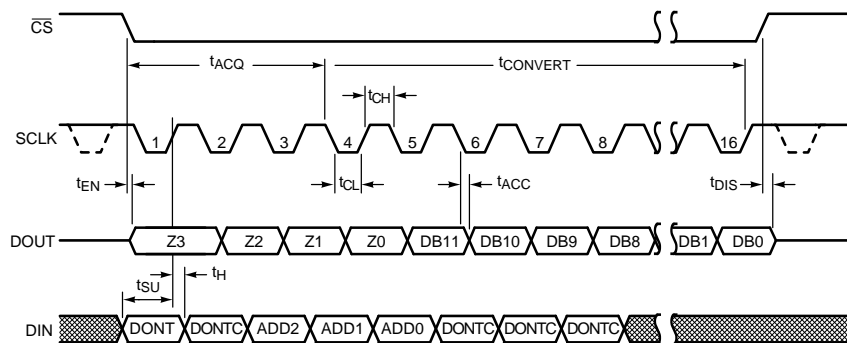 CS
tACQ
tCONVERT
tCH
SCLK
1 2 3 4 5 6 7 8 16
tEN
tCL
tACC
tDIS
DOUT
Z3 Z2 Z1 Z0 DB11 DB10 DB9 DB8 DB1 DB0
tSU
tH
DIN
DONT DONTC ADD2 ADD1 ADD0 DONTC DONTC DONTC